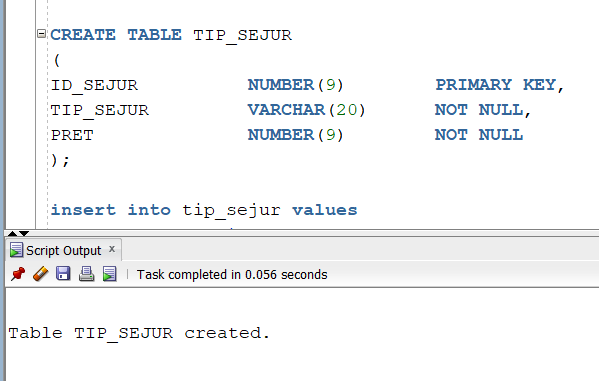 CREATE TABLE TIP_SEJUR
(
ID_SEJUR NUMBER(9) PRIMARY KEY,
TIP_SEJUR VARCHAR(20) NOT NULL,
PRET NUMBER(9) NOT NULL
);
insert into tip_sejur values
Script Output x
Task completed in 0.056 seconds
Table TIP_SEJUR created.